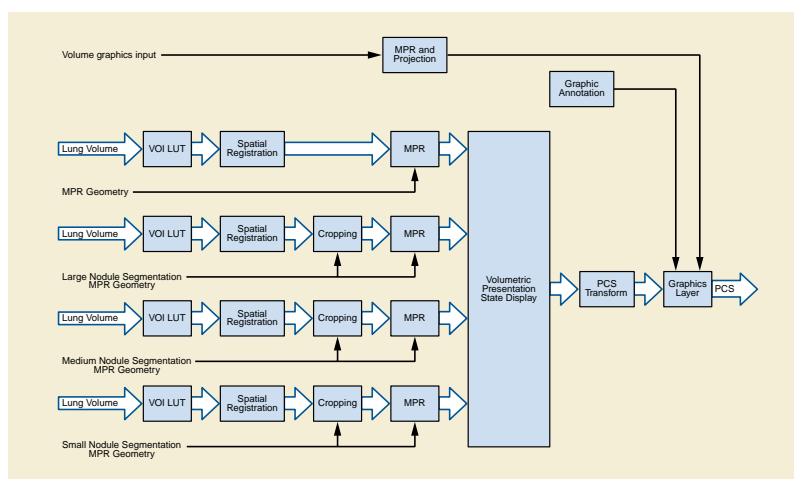 Volume graphics input
MPR and
Projection
Graphic
Annotation
Lung Volume
VOI LUT
Spatial
Registration
MPR
MPR Geometry
Lung Volume
VOI LUT
Spatial
Registration
Cropping
MPR
Large Nodule Segmentation
MPR Geometry
Volumetric
Presentation
State Display
PCS
Transform
Graphics
Layer
PCS
Lung Volume
VOI LUT
Spatial
Registration
Cropping
MPR
Medium Nodule Segmentation
MPR Geometry
Lung Volume
VOI LUT
Spatial
Registration
Cropping
MPR
Small Nodule Segmentation
MPR Geometry